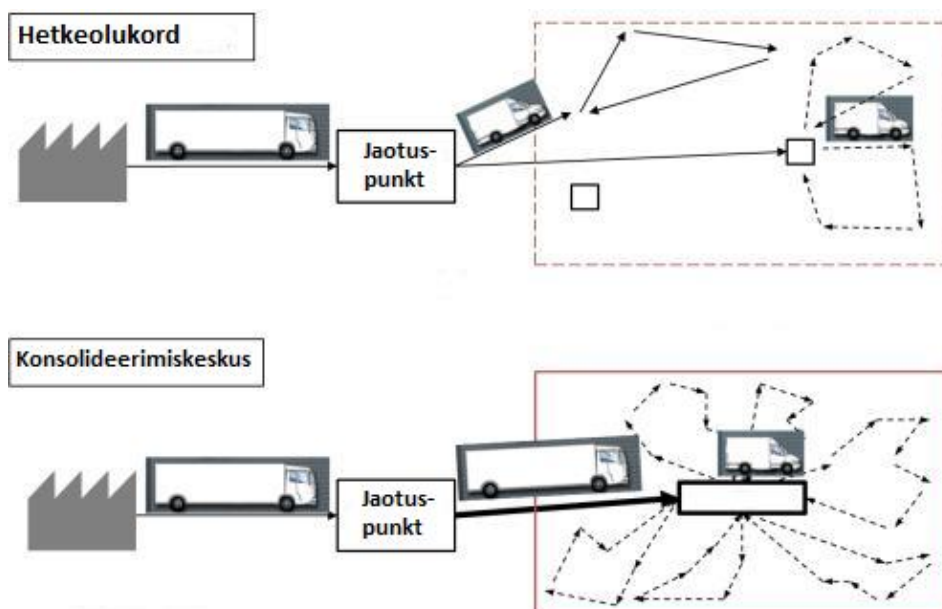 Hetkeolukord
Jaotus-
punkt
Konsolideerimiskeskus
Jaotus-
punkt